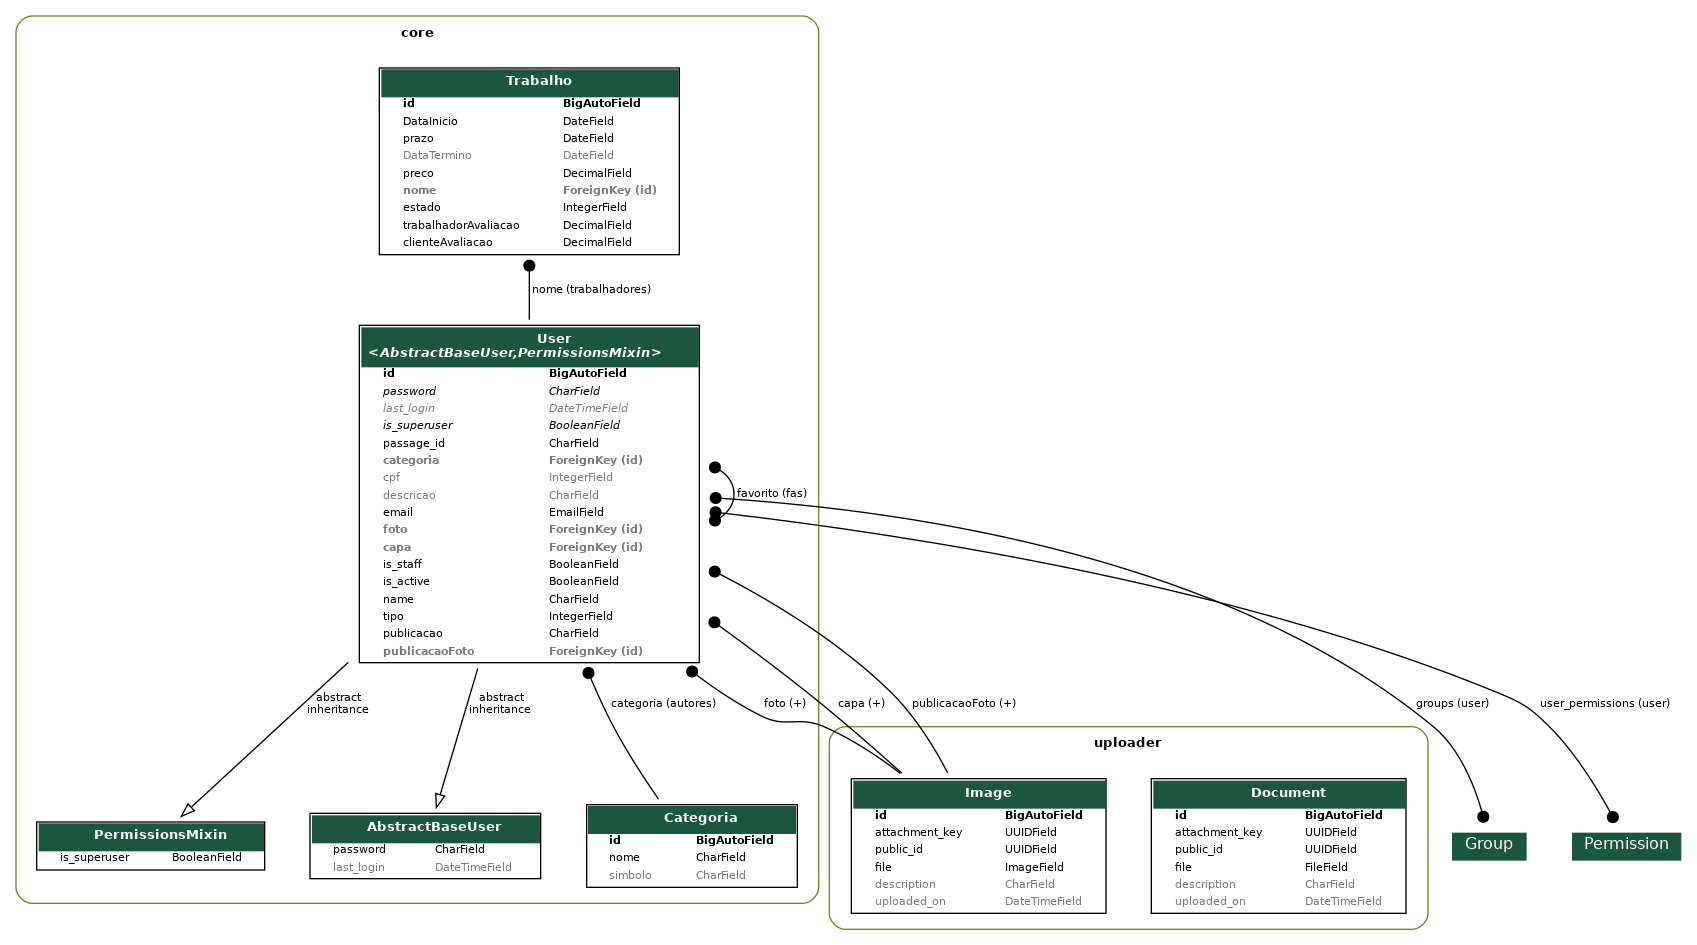 core
Trabalho
id BigAutoField
DataInicio DateField
prazo DateField
DataTermino DateField
preco DecimalField
nome ForeignKey (id)
estado IntegerField
trabalhadorAvaliacao DecimalField
clienteAvaliacao DecimalField
nome (trabalhadores)
User
<AbstractBaseUser,PermissionsMixin>
id BigAutoField
password CharField
last_login DateTimeField
is_superuser BooleanField
passage_id CharField
categoria ForeignKey (id)
cpf IntegerField
descricao CharField
email EmailField
foto ForeignKey (id)
capa ForeignKey (id)
is_staff BooleanField
is_active BooleanField
name CharField
tipo IntegerField
publicacao CharField
publicacaoFoto ForeignKey (id)
favorito (fas)
abstract
inheritance
abstract
inheritance
categoria (autores)
foto (+)
capa (+)
publicacaoFoto (+)
groups (user)
user_permissions (user)
PermissionsMixin
is_superuser BooleanField
AbstractBaseUser
password CharField
last_login DateTimeField
Categoria
id BigAutoField
nome CharField
simbolo CharField
uploader
Image
id BigAutoField
attachment_key UUIDField
public_id UUIDField
file ImageField
description CharField
uploaded_on DateTimeField
Document
id BigAutoField
attachment_key UUIDField
public_id UUIDField
file FileField
description CharField
uploaded_on DateTimeField
Group
Permission